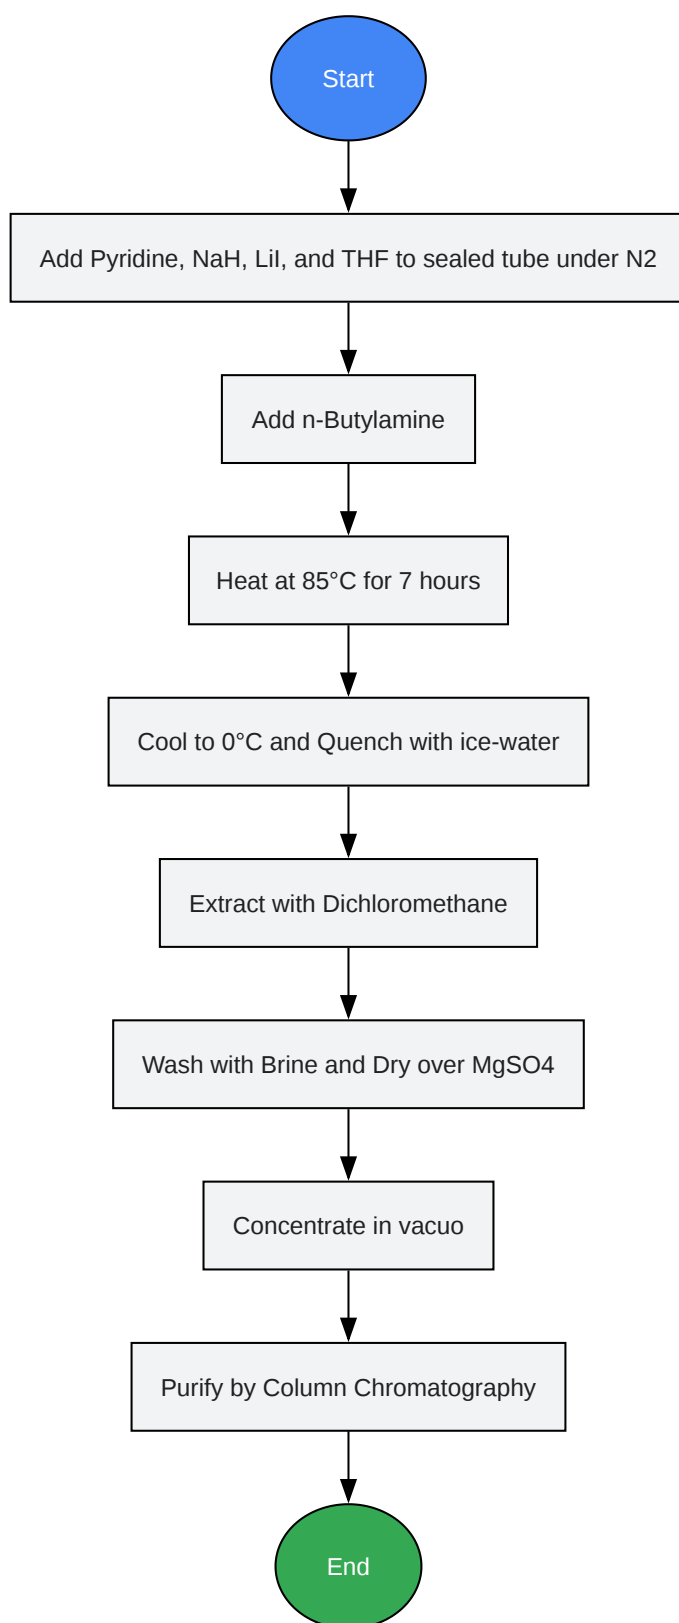 Start
Add Pyridine, NaH, LiI, and THF to sealed tube under N2
Add n-Butylamine
Heat at 85°C for 7 hours
Cool to 0°C and Quench with ice-water
Extract with Dichloromethane
Wash with Brine and Dry over MgSO4
Concentrate in vacuo
Purify by Column Chromatography
End